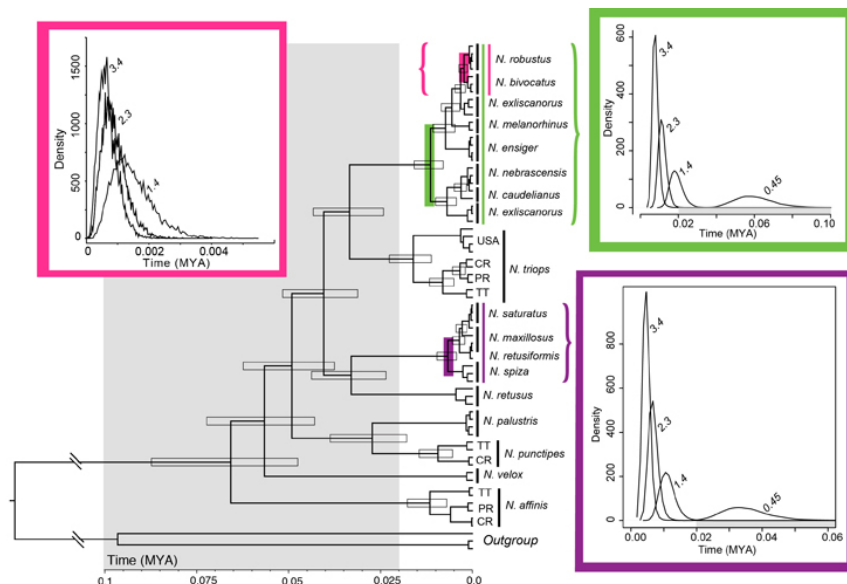 1500
1000
500
0
Density
3.4
2.3
1.4
0
0.002
0.004
Time (MYA)
N. robustus
N. bivocatus
N. exliscanorus
N. melanorhinus
N. ensiger
N. nebrascensis
N. caudelianus
N. exliscanorus
USA
CR
PR
TT
N. triops
N. saturatus
N. maxillosus
N. retusiformis
N. spiza
N. retusus
N. palustris
TT
CR
N. punctipes
N. velox
TT
PR
CR
N. affinis
Outgroup
Time (MYA)
0.1
0.075
0.05
0.025
0.0
600
400
200
0
Density
3.4
2.3
1.4
0.45
0.02
0.06
0.10
Time (MYA)
800
600
400
200
0
Density
3.4
2.3
1.4
0.45
0.00
0.02
0.04
0.06
Time (MYA)